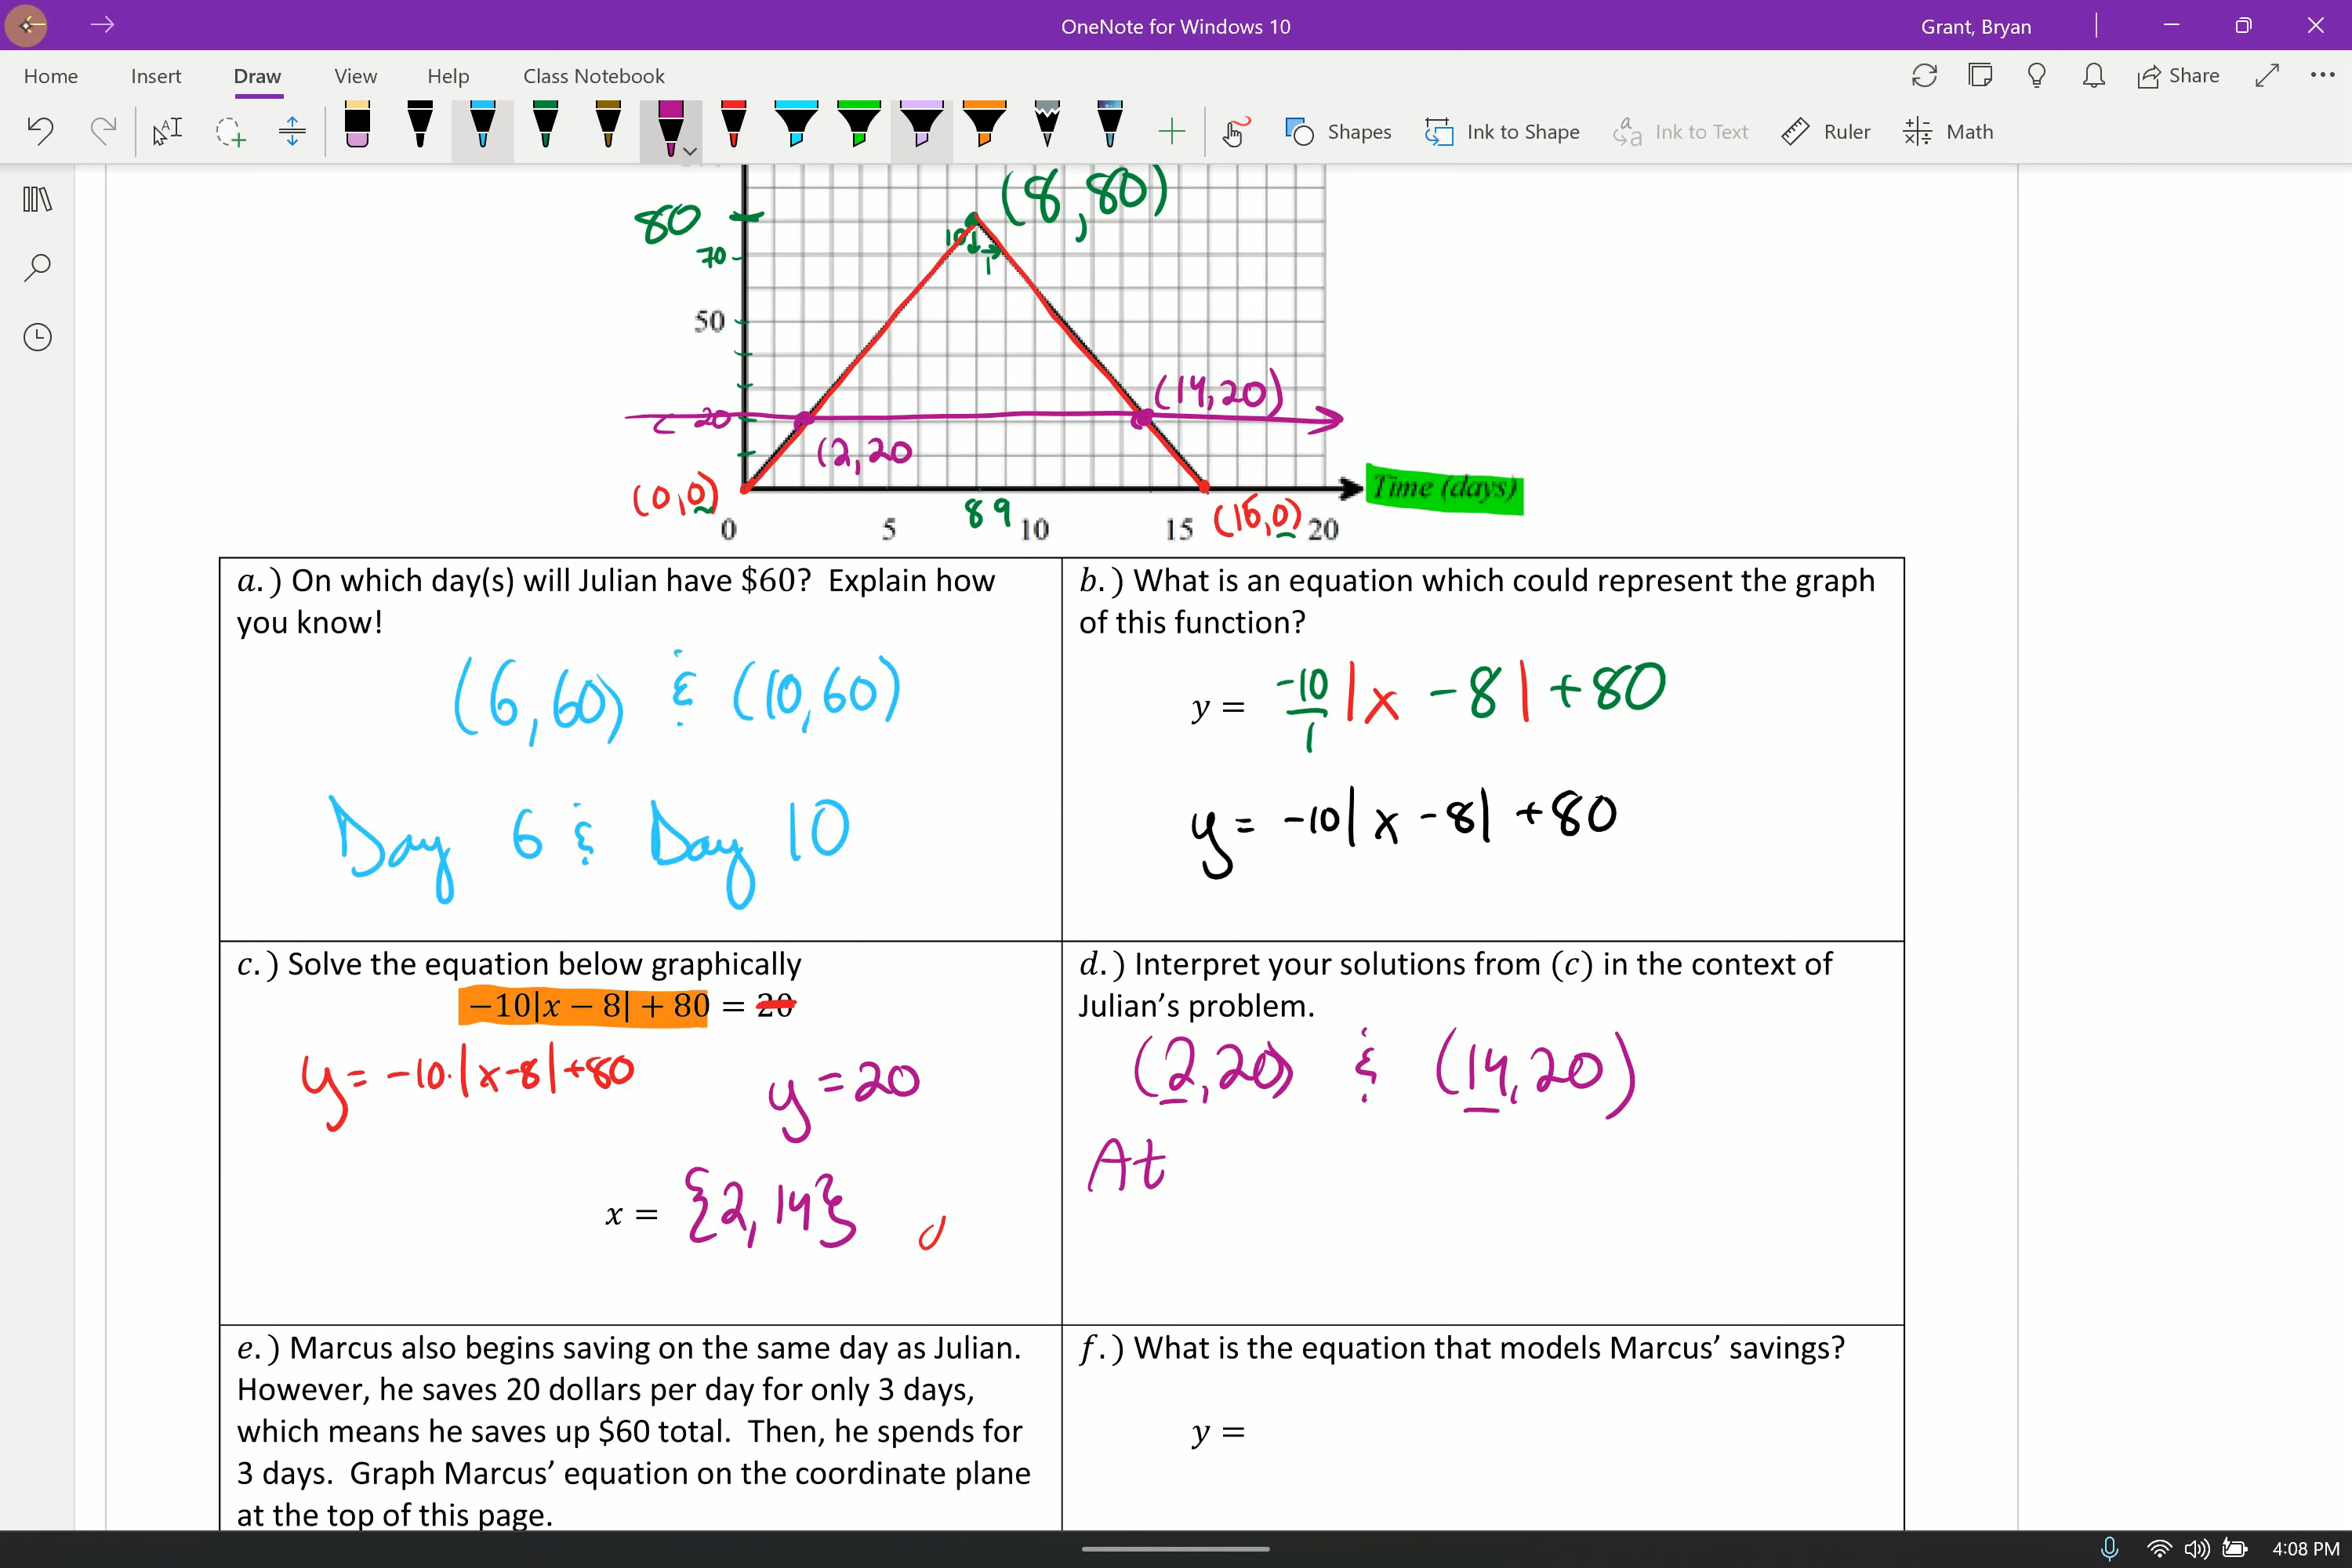 OneNote for Windows 10
Grant, Bryan
Home Insert Draw View Help Class Notebook
Share
Shapes Ink to Shape Ink to Text Ruler Math
(8,80)
80
10
70
1
50
(14,20)
20
(2,20
(0,0)
Time (days)
8 9
(16,0)
0 5 10 15 20
a.) On which day(s) will Julian have $60? Explain how
you know!
(6,60) & (10,60)
Day 6 & Day 10
b.) What is an equation which could represent the graph
of this function?
y = -10/1 |x -8| +80
y = -10|x -8| +80
c.) Solve the equation below graphically
−10|x − 8| + 80 = 20
y= -10·|x-8|+80
y=20
x = {2,14}
d.) Interpret your solutions from (c) in the context of
Julian’s problem.
(2,20) & (14,20)
At
e.) Marcus also begins saving on the same day as Julian.
However, he saves 20 dollars per day for only 3 days,
which means he saves up $60 total. Then, he spends for
3 days. Graph Marcus’ equation on the coordinate plane
at the top of this page.
f.) What is the equation that models Marcus’ savings?
y =
4:08 PM